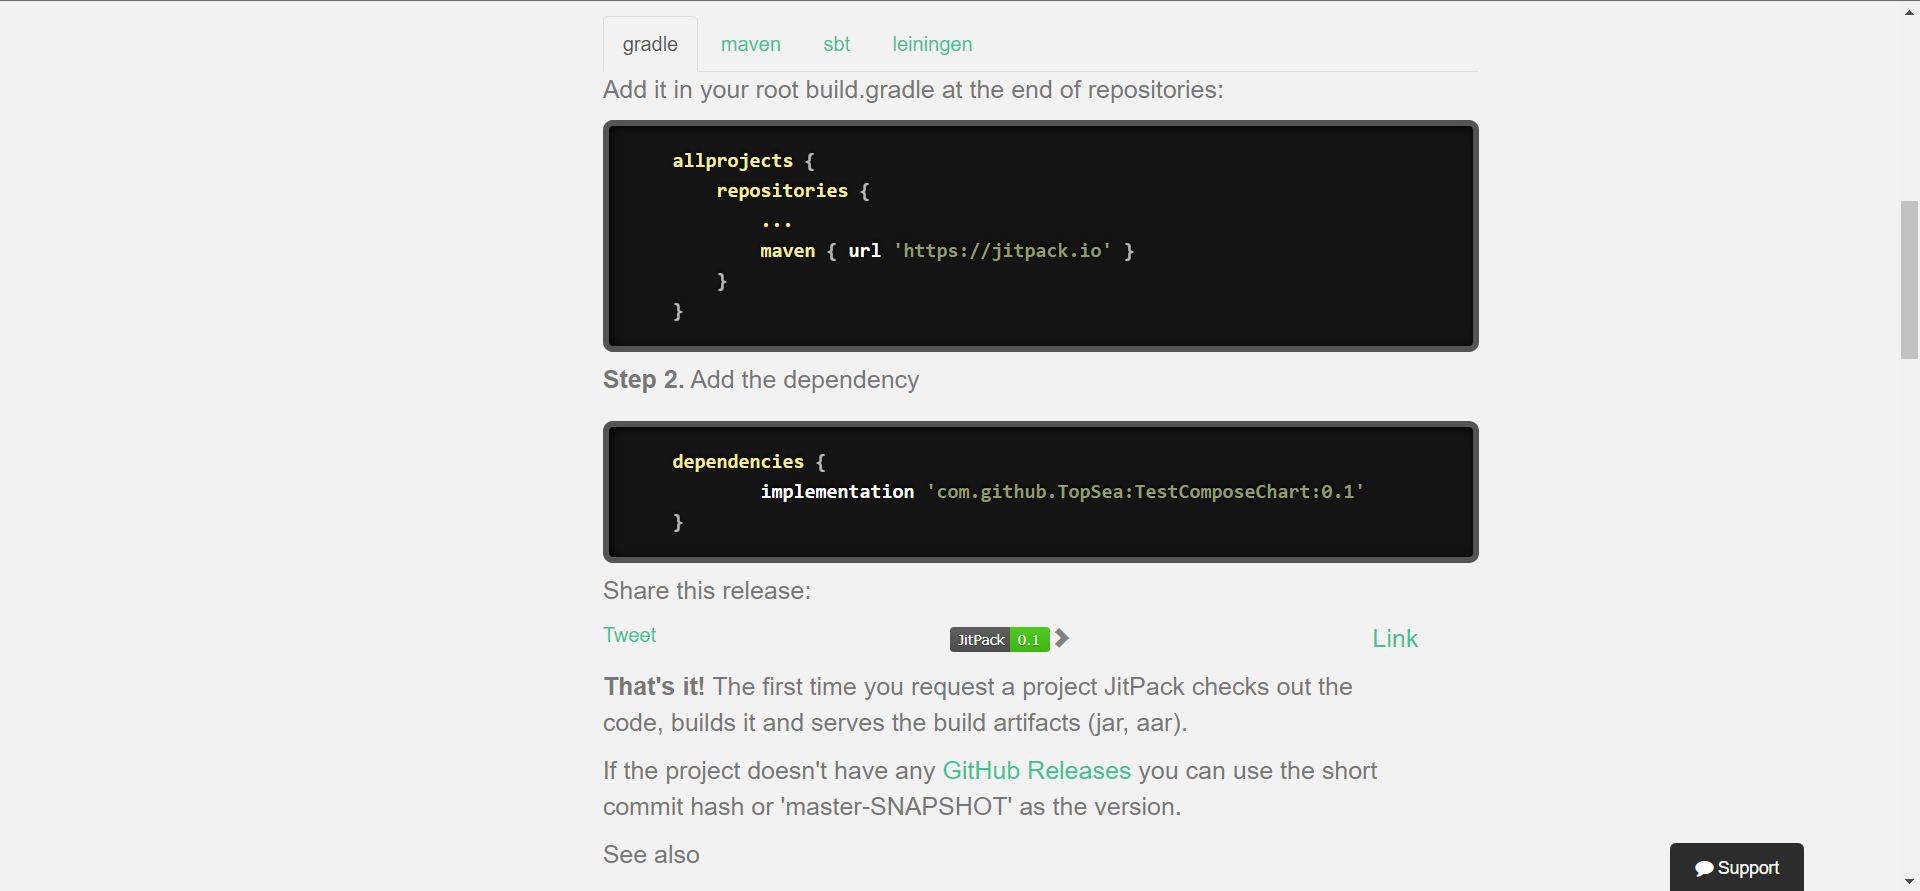 gradle maven sbt leiningen
Add it in your root build.gradle at the end of repositories:
allprojects {
repositories {
...
maven { url 'https://jitpack.io' }
}
}
Step 2. Add the dependency
dependencies {
implementation 'com.github.TopSea:TestComposeChart:0.1'
}
Share this release:
Tweet JitPack 0.1 Link
That's it! The first time you request a project JitPack checks out the
code, builds it and serves the build artifacts (jar, aar).
If the project doesn't have any GitHub Releases you can use the short
commit hash or 'master-SNAPSHOT' as the version.
See also
Support